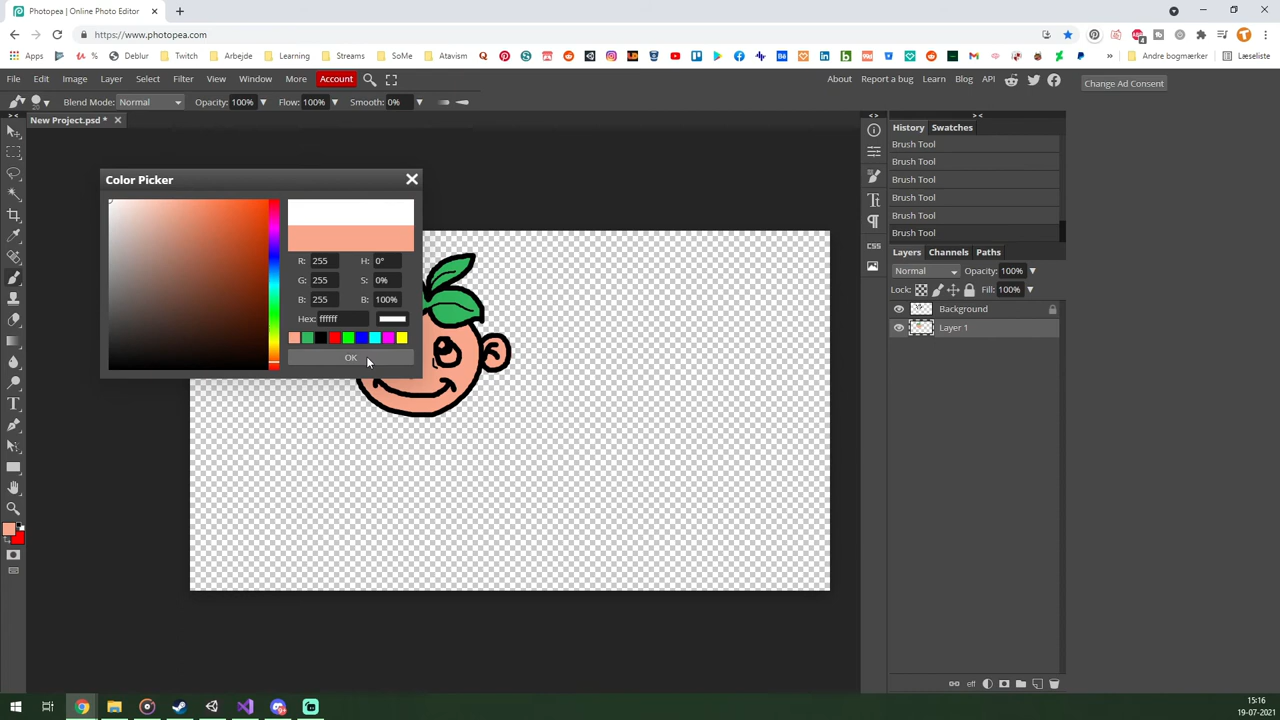 Photopea | Online Photo Editor
https://www.photopea.com
Apps
Deblur
Twitch
Arbejde
Learning
Streams
SoMe
Atavism
Andre bogmærker
Læseliste
File Edit Image Layer Select Filter View Window More Account
About Report a bug Learn Blog API
Change Ad Consent
Blend Mode: Normal Opacity: 100% Flow: 100% Smooth: 0%
New Project.psd *
Color Picker
R: 255 H: 0°
G: 255 S: 0%
B: 255 B: 100%
Hex: ffffff
OK
History Swatches
Brush Tool
Brush Tool
Brush Tool
Brush Tool
Brush Tool
Brush Tool
Layers Channels Paths
Normal Opacity: 100%
Lock: Fill: 100%
Background
Layer 1
eff
CSS
15:16
19-07-2021